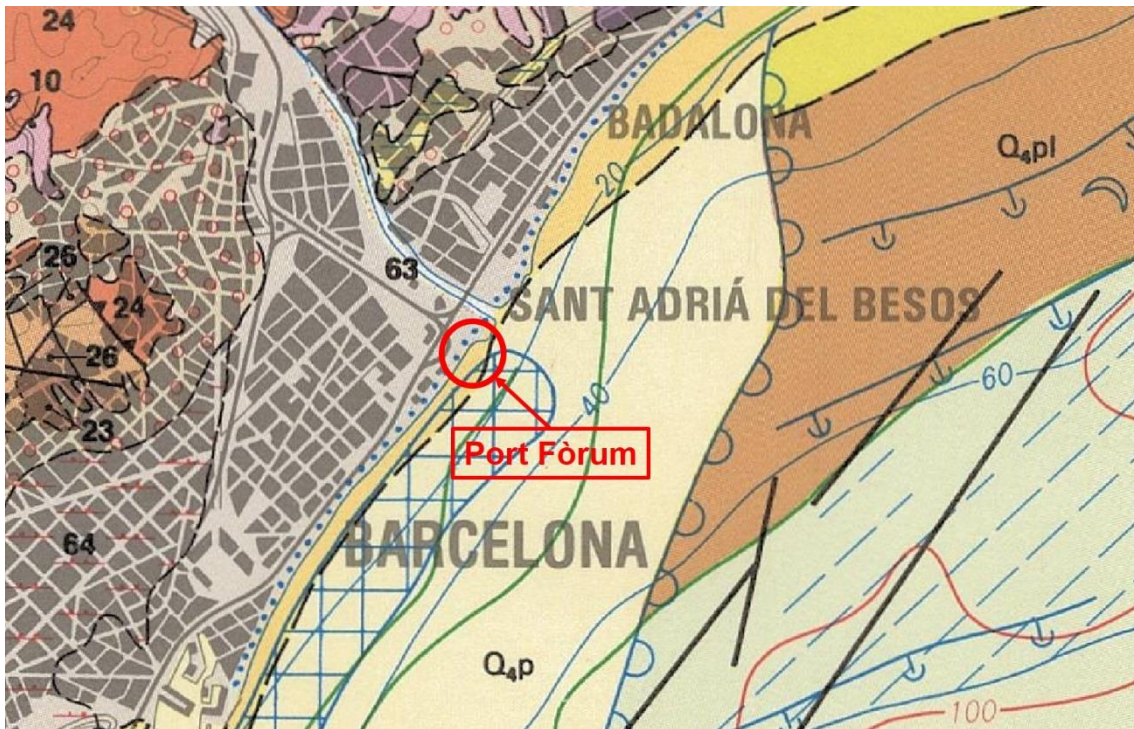 24
10
BADALONA
Q₄pl
20
26
63
24
SANT ADRIÁ DEL BESOS
26
60
40
23
Port Fòrum
BARCELONA
64
Q₄p
100